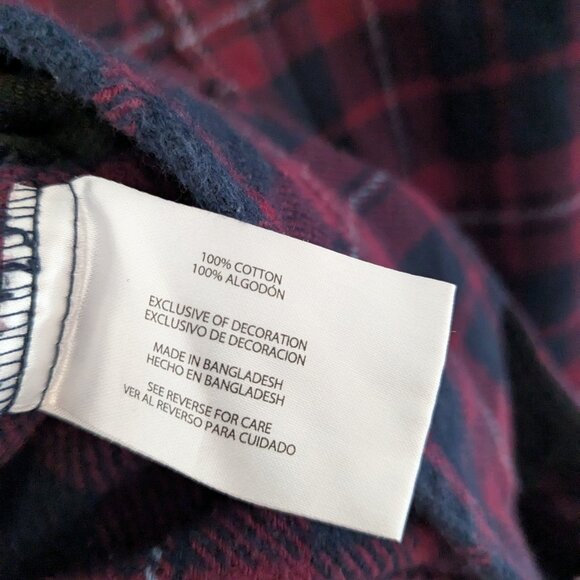 100% COTTON
100% ALGODÓN
EXCLUSIVE OF DECORATION
EXCLUSIVO DE DECORACION
MADE IN BANGLADESH
HECHO EN BANGLADESH
SEE REVERSE FOR CARE
VER AL REVERSO PARA CUIDADO